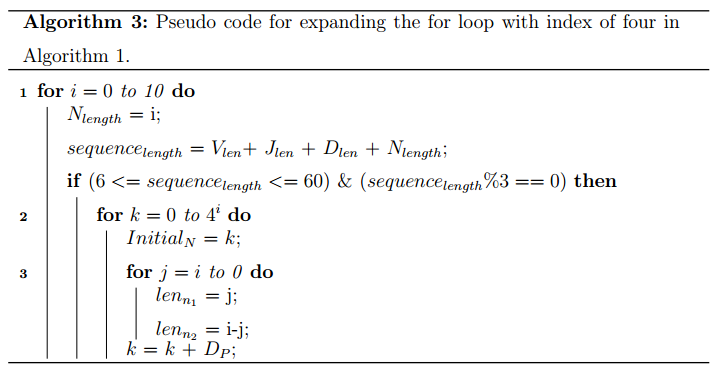 Algorithm 3: Pseudo code for expanding the for loop with index of four in
Algorithm 1.
1 for i = 0 to 10 do
N_length = i;
sequence_length = V_len + J_len + D_len + N_length;
if (6 <= sequence_length <= 60) & (sequence_length%3 == 0) then
2 for k = 0 to 4^i do
Initial_N = k;
3 for j = i to 0 do
len_n_1 = j;
len_n_2 = i-j;
k = k + D_P;